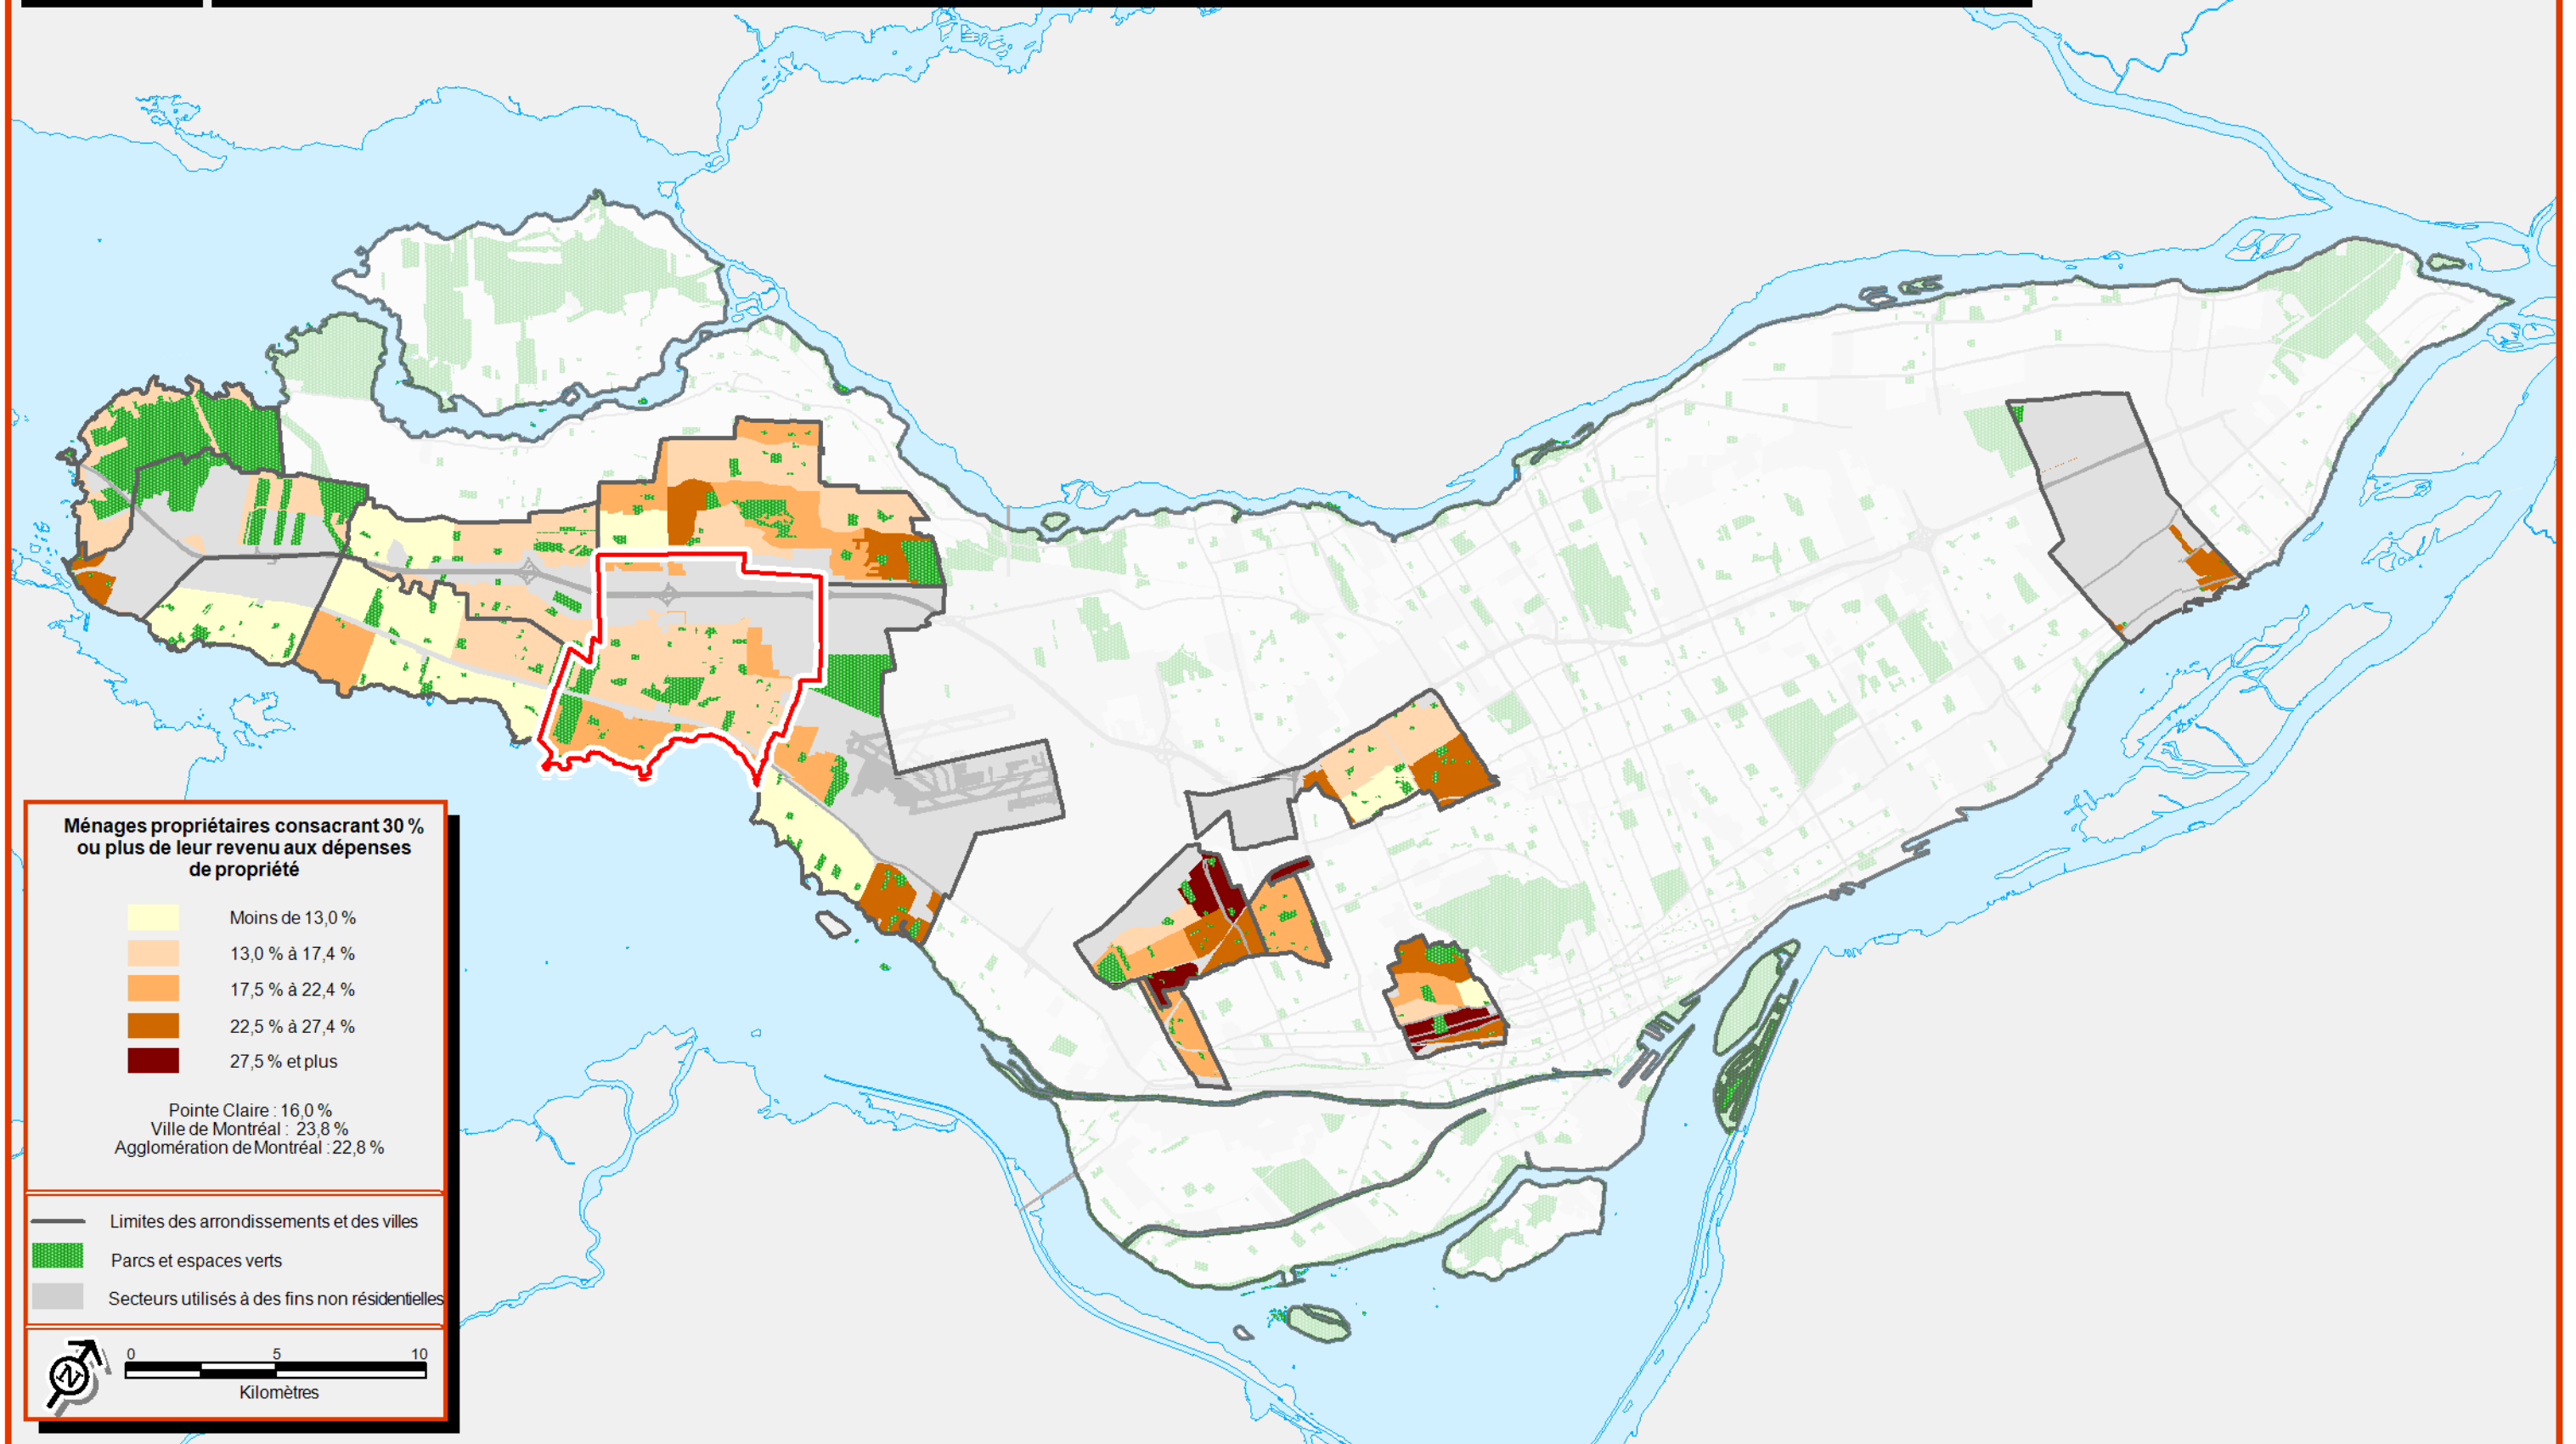 Ménages propriétaires consacrant 30 %
ou plus de leur revenu aux dépenses
de propriété
Moins de 13,0 %
13,0 % à 17,4 %
17,5 % à 22,4 %
22,5 % à 27,4 %
27,5 % et plus
Pointe Claire : 16,0 %
Ville de Montréal : 23,8 %
Agglomération de Montréal : 22,8 %
Limites des arrondissements et des villes
Parcs et espaces verts
Secteurs utilisés à des fins non résidentielles
N
0 5 10
Kilomètres